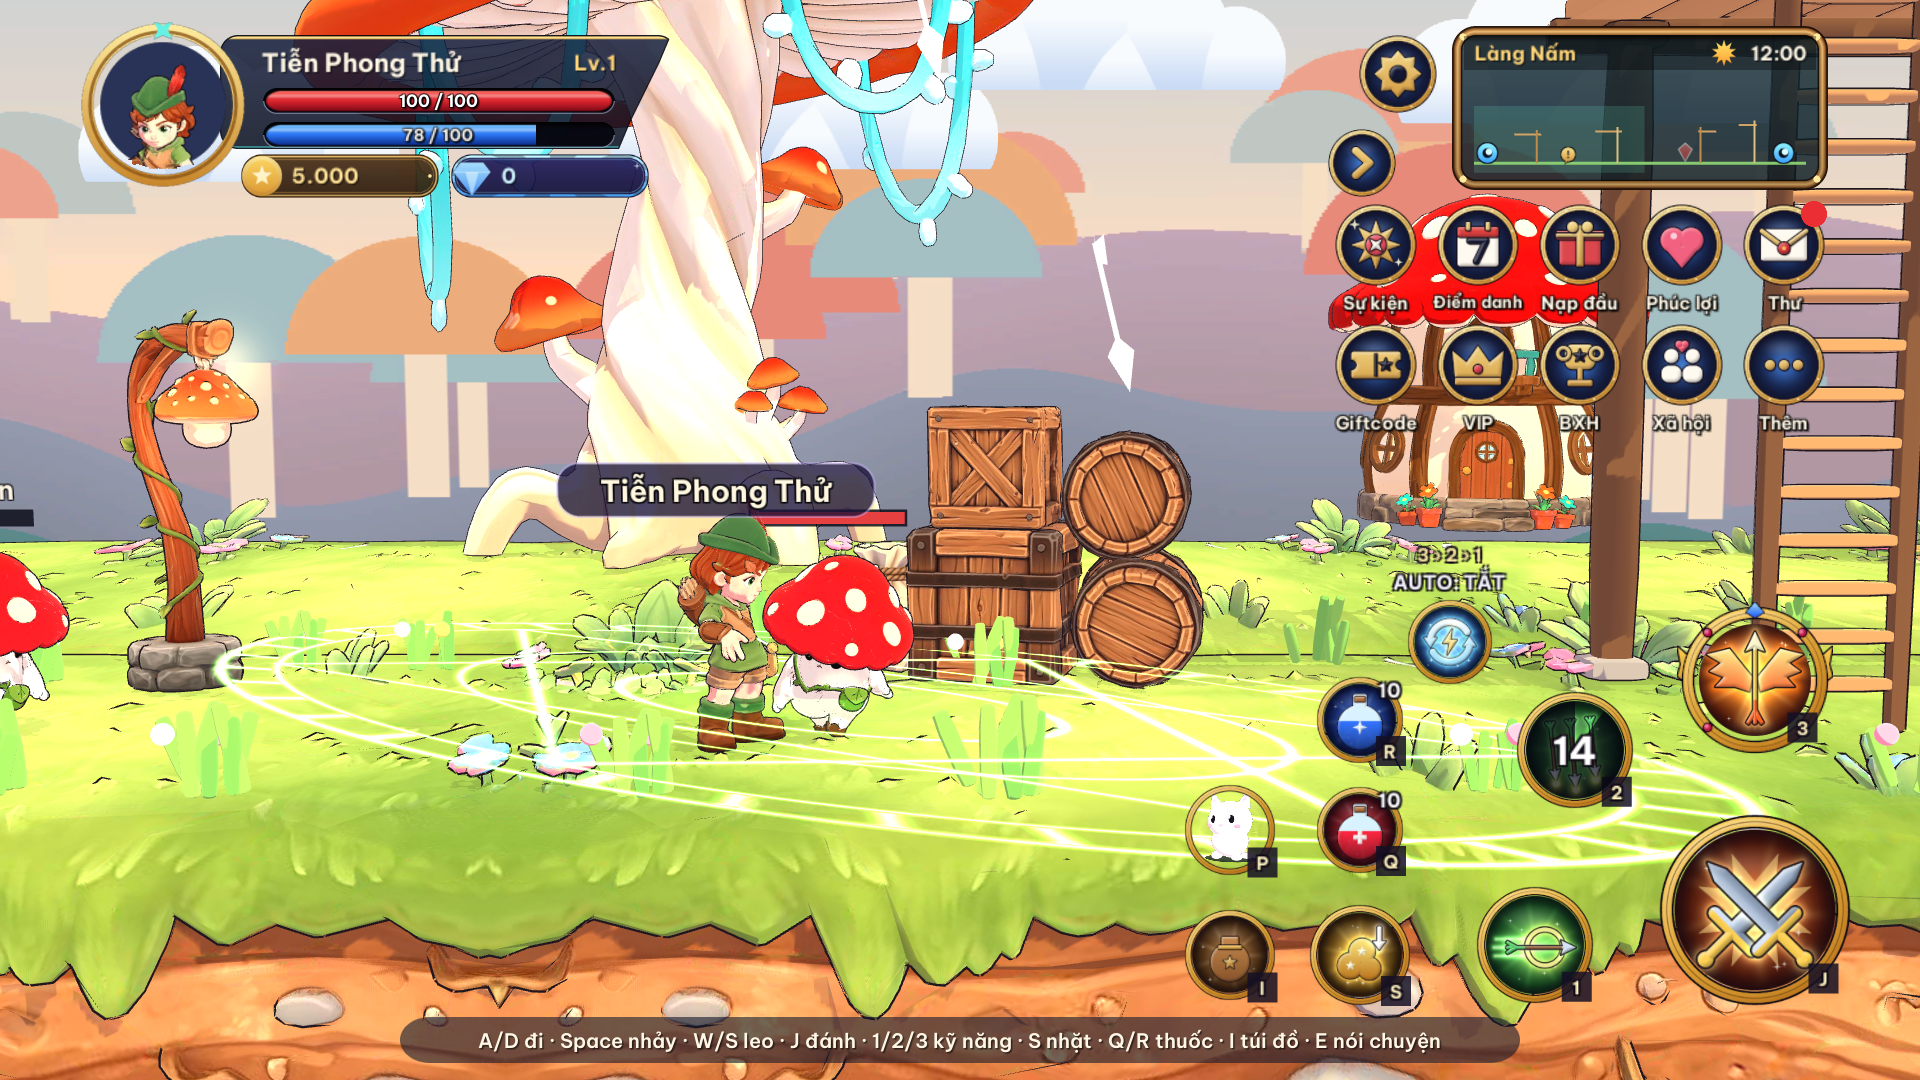 Tiễn Phong Thử
Lv.1
100 / 100
78 / 100
5.000
0
Làng Nấm
12:00
7
Sự kiện
Điểm danh
Nạp đầu
Phúc lợi
Thư
Giftcode
VIP
BXH
Xã hội
Thêm
n
Tiễn Phong Thử
3›2›1
AUTO: TẮT
10
R
14
2
3
P
10
Q
I
S
1
J
A/D đi · Space nhảy · W/S leo · J đánh · 1/2/3 kỹ năng · S nhặt · Q/R thuốc · I túi đồ · E nói chuyện